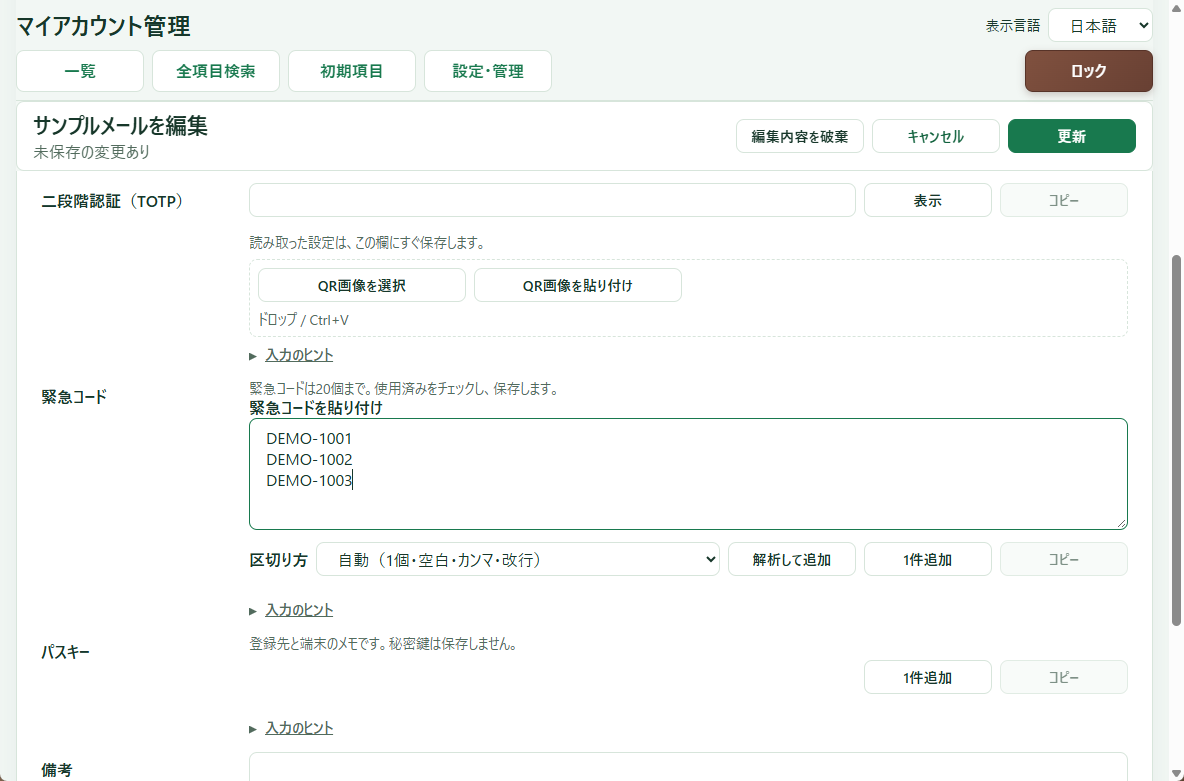 マイアカウント管理
表示言語 日本語
一覧 全項目検索 初期項目 設定・管理 ロック
サンプルメールを編集
未保存の変更あり
編集内容を破棄 キャンセル 更新
二段階認証（TOTP） 表示 コピー
読み取った設定は、この欄にすぐ保存します。
QR画像を選択 QR画像を貼り付け
ドロップ / Ctrl+V
▶ 入力のヒント
緊急コード
緊急コードは20個まで。使用済みをチェックし、保存します。
緊急コードを貼り付け
DEMO-1001
DEMO-1002
DEMO-1003
区切り方 自動（1個・空白・カンマ・改行） 解析して追加 1件追加 コピー
▶ 入力のヒント
パスキー
登録先と端末のメモです。秘密鍵は保存しません。
1件追加 コピー
▶ 入力のヒント
備考